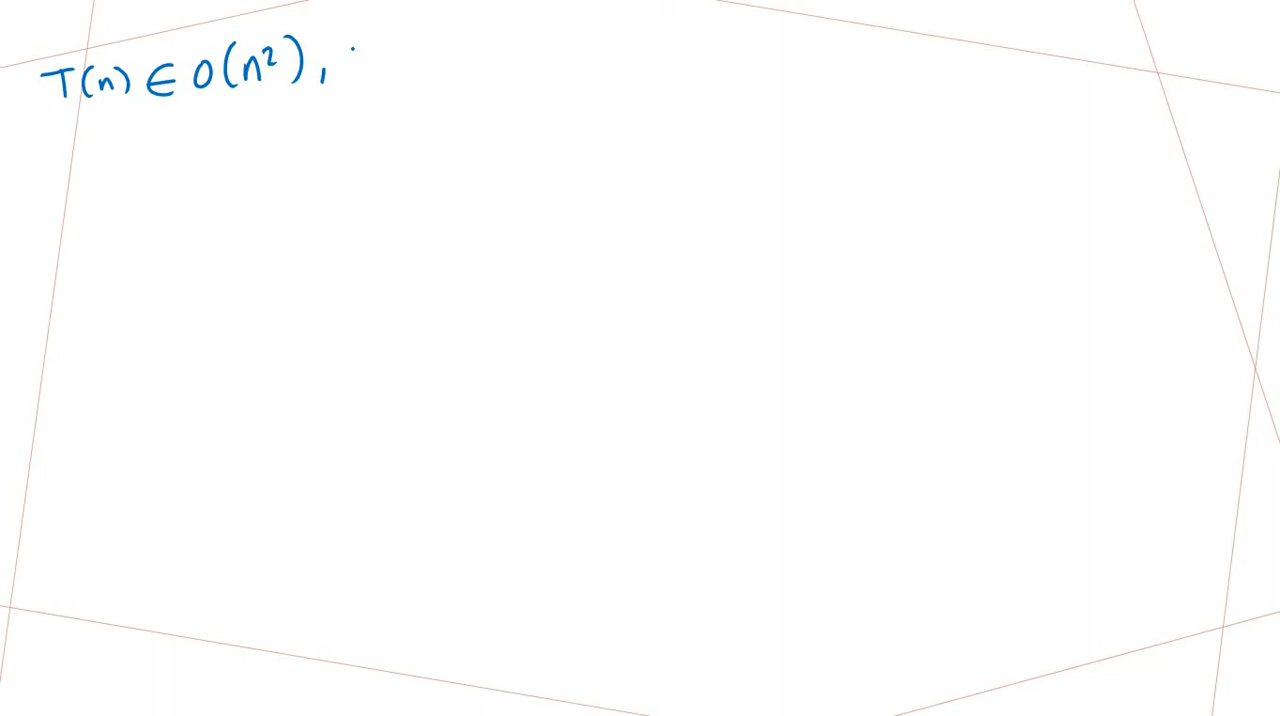 T(n) ∈ O(n²),